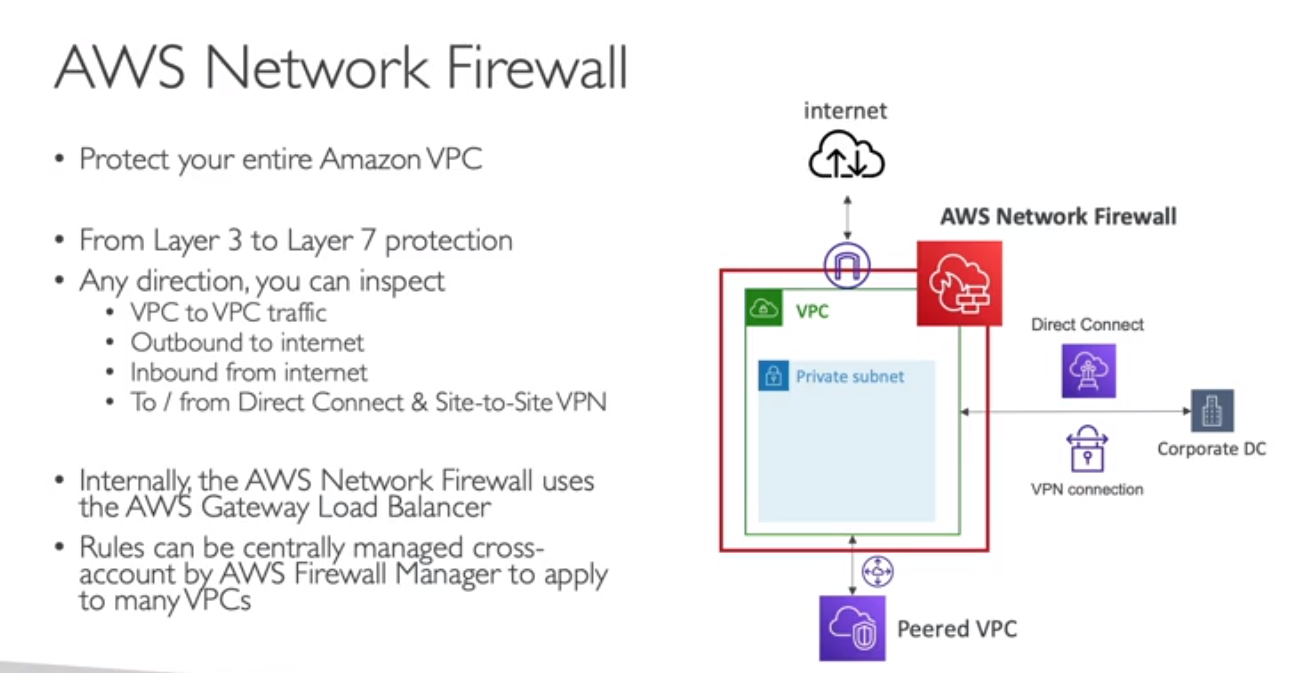 AWS Network Firewall
• Protect your entire Amazon VPC
• From Layer 3 to Layer 7 protection
• Any direction, you can inspect
• VPC to VPC traffic
• Outbound to internet
• Inbound from internet
• To / from Direct Connect & Site-to-Site VPN
• Internally, the AWS Network Firewall uses
the AWS Gateway Load Balancer
• Rules can be centrally managed cross-
account by AWS Firewall Manager to apply
to many VPCs
internet
AWS Network Firewall
VPC
Private subnet
Direct Connect
Corporate DC
VPN connection
Peered VPC